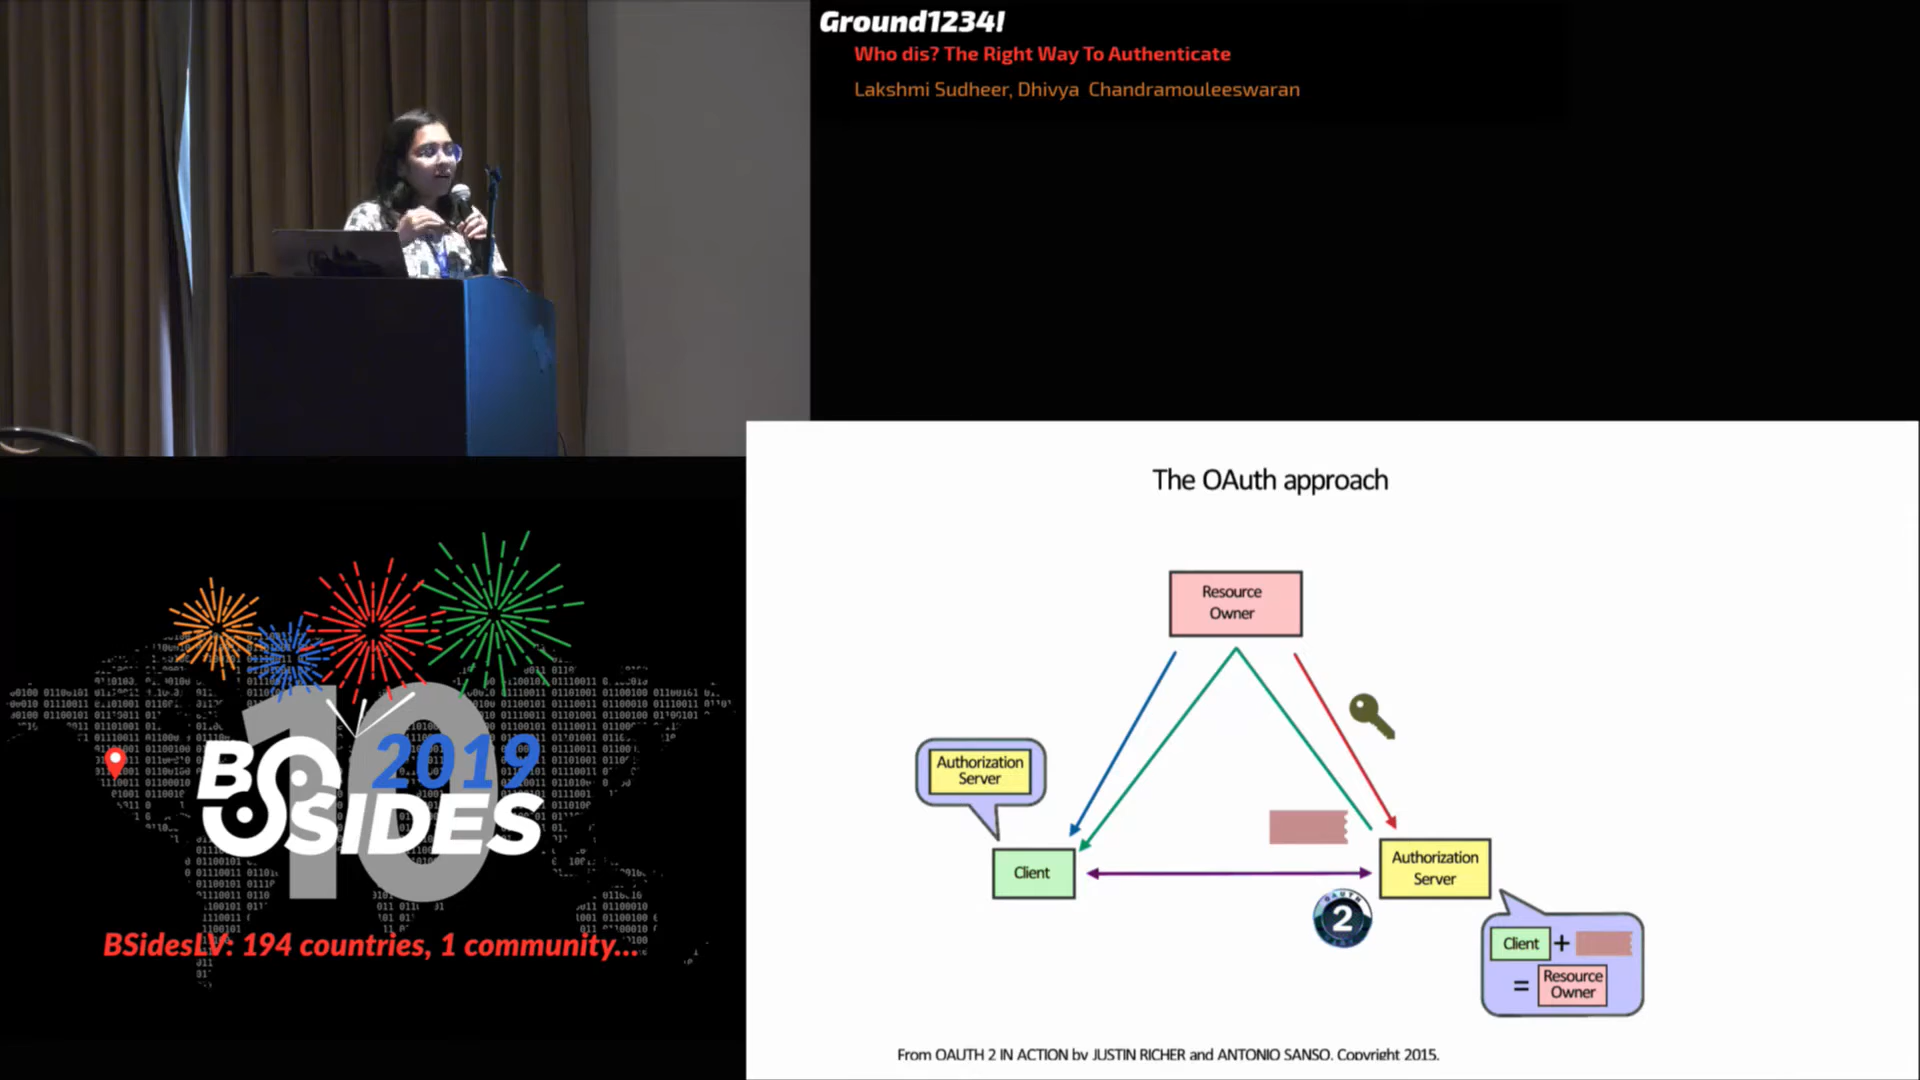 Ground1234!
Who dis? The Right Way To Authenticate
Lakshmi Sudheer, Dhivya Chandramouleeswaran
The OAuth approach
Resource
Owner
Authorization
Server
Client
Authorization
Server
2
Client +
= Resource
Owner
From OAUTH 2 IN ACTION by JUSTIN RICHER and ANTONIO SANSO. Copyright 2015.
10
BSIDES
2019
BSidesLV: 194 countries, 1 community...